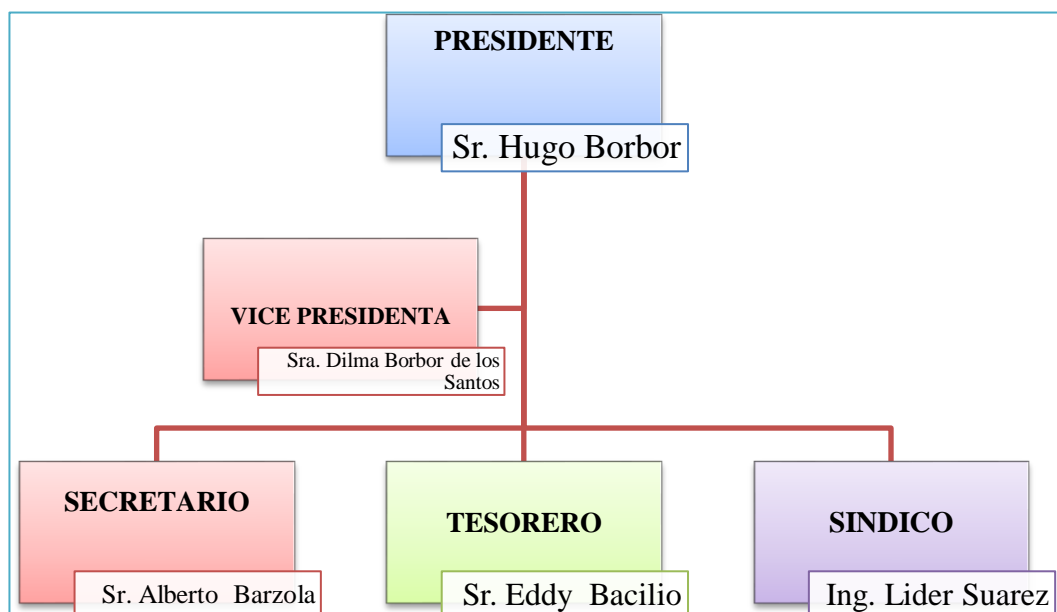 PRESIDENTE
Sr. Hugo Borbor
VICE PRESIDENTA
Sra. Dilma Borbor de los
Santos
SECRETARIO
Sr. Alberto Barzola
TESORERO
Sr. Eddy Bacilio
SINDICO
Ing. Lider Suarez